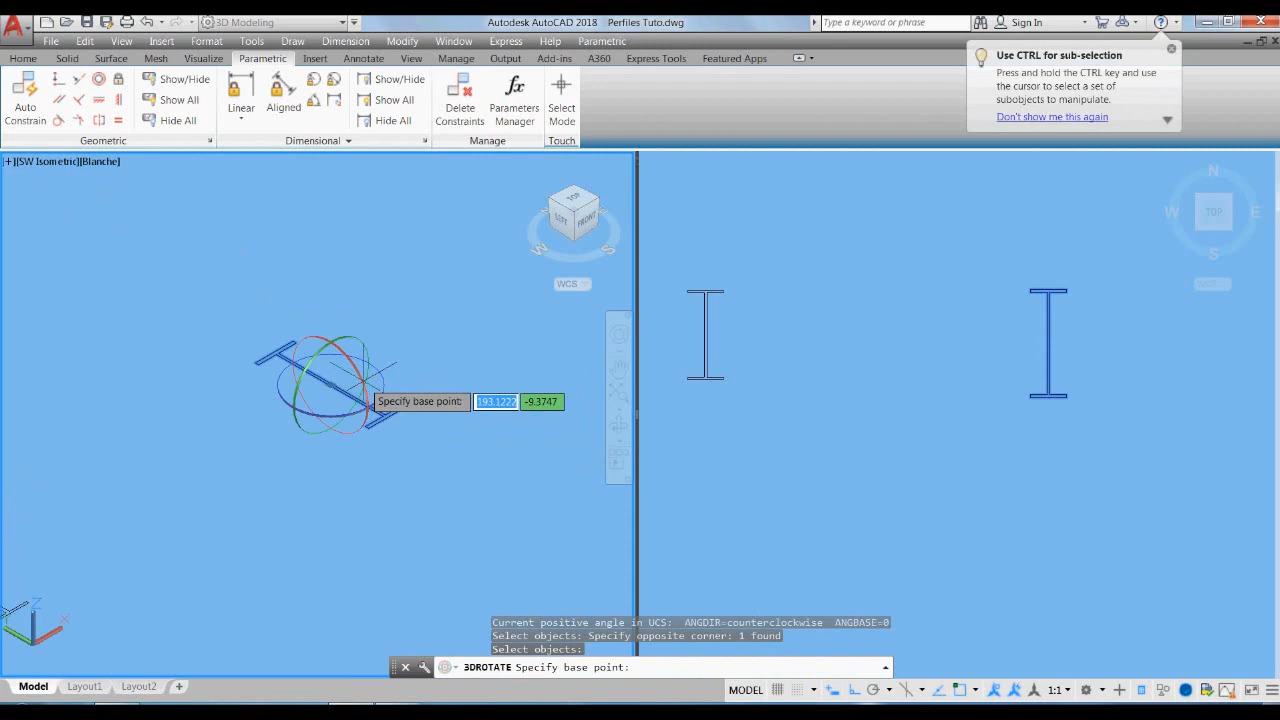 3D Modeling
Autodesk AutoCAD 2018 Perfiles Tuto.dwg
Type a keyword or phrase
Sign In
File Edit View Insert Format Tools Draw Dimension Modify Window Express Help Parametric
Home Solid Surface Mesh Visualize Parametric Insert Annotate View Manage Output Add-ins A360 Express Tools Featured Apps
Auto
Constrain
Show/Hide
Show All
Hide All
Geometric
Linear
Aligned
Show/Hide
Show All
Hide All
Dimensional
Delete
Constraints
Parameters
Manager
Manage
Select
Mode
Touch
Use CTRL for sub-selection
Press and hold the CTRL key and use
the cursor to select a set of
subobjects to manipulate.
Don't show me this again
[+][SW Isometric][Blanche]
TOP
LEFT
FRONT
W
S
WCS
N
W
TOP
E
S
Specify base point: 193.1222 -9.3747
Z
X
Y
Current positive angle in UCS: ANGDIR=counterclockwise ANGBASE=0
Select objects: Specify opposite corner: 1 found
Select objects:
3DROTATE Specify base point:
Model Layout1 Layout2 +
MODEL
1:1